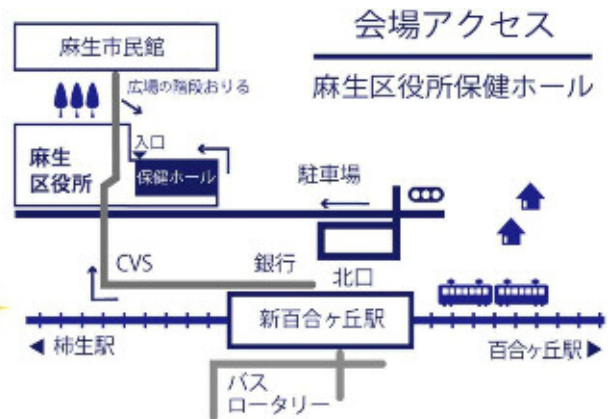 会場アクセス
麻生区役所保健ホール
麻生市民館
広場の階段おりる
入口
麻生
区役所
保健ホール
駐車場
CVS
銀行
北口
新百合ヶ丘駅
◀ 柿生駅
百合ヶ丘駅▶
バス
ロータリー